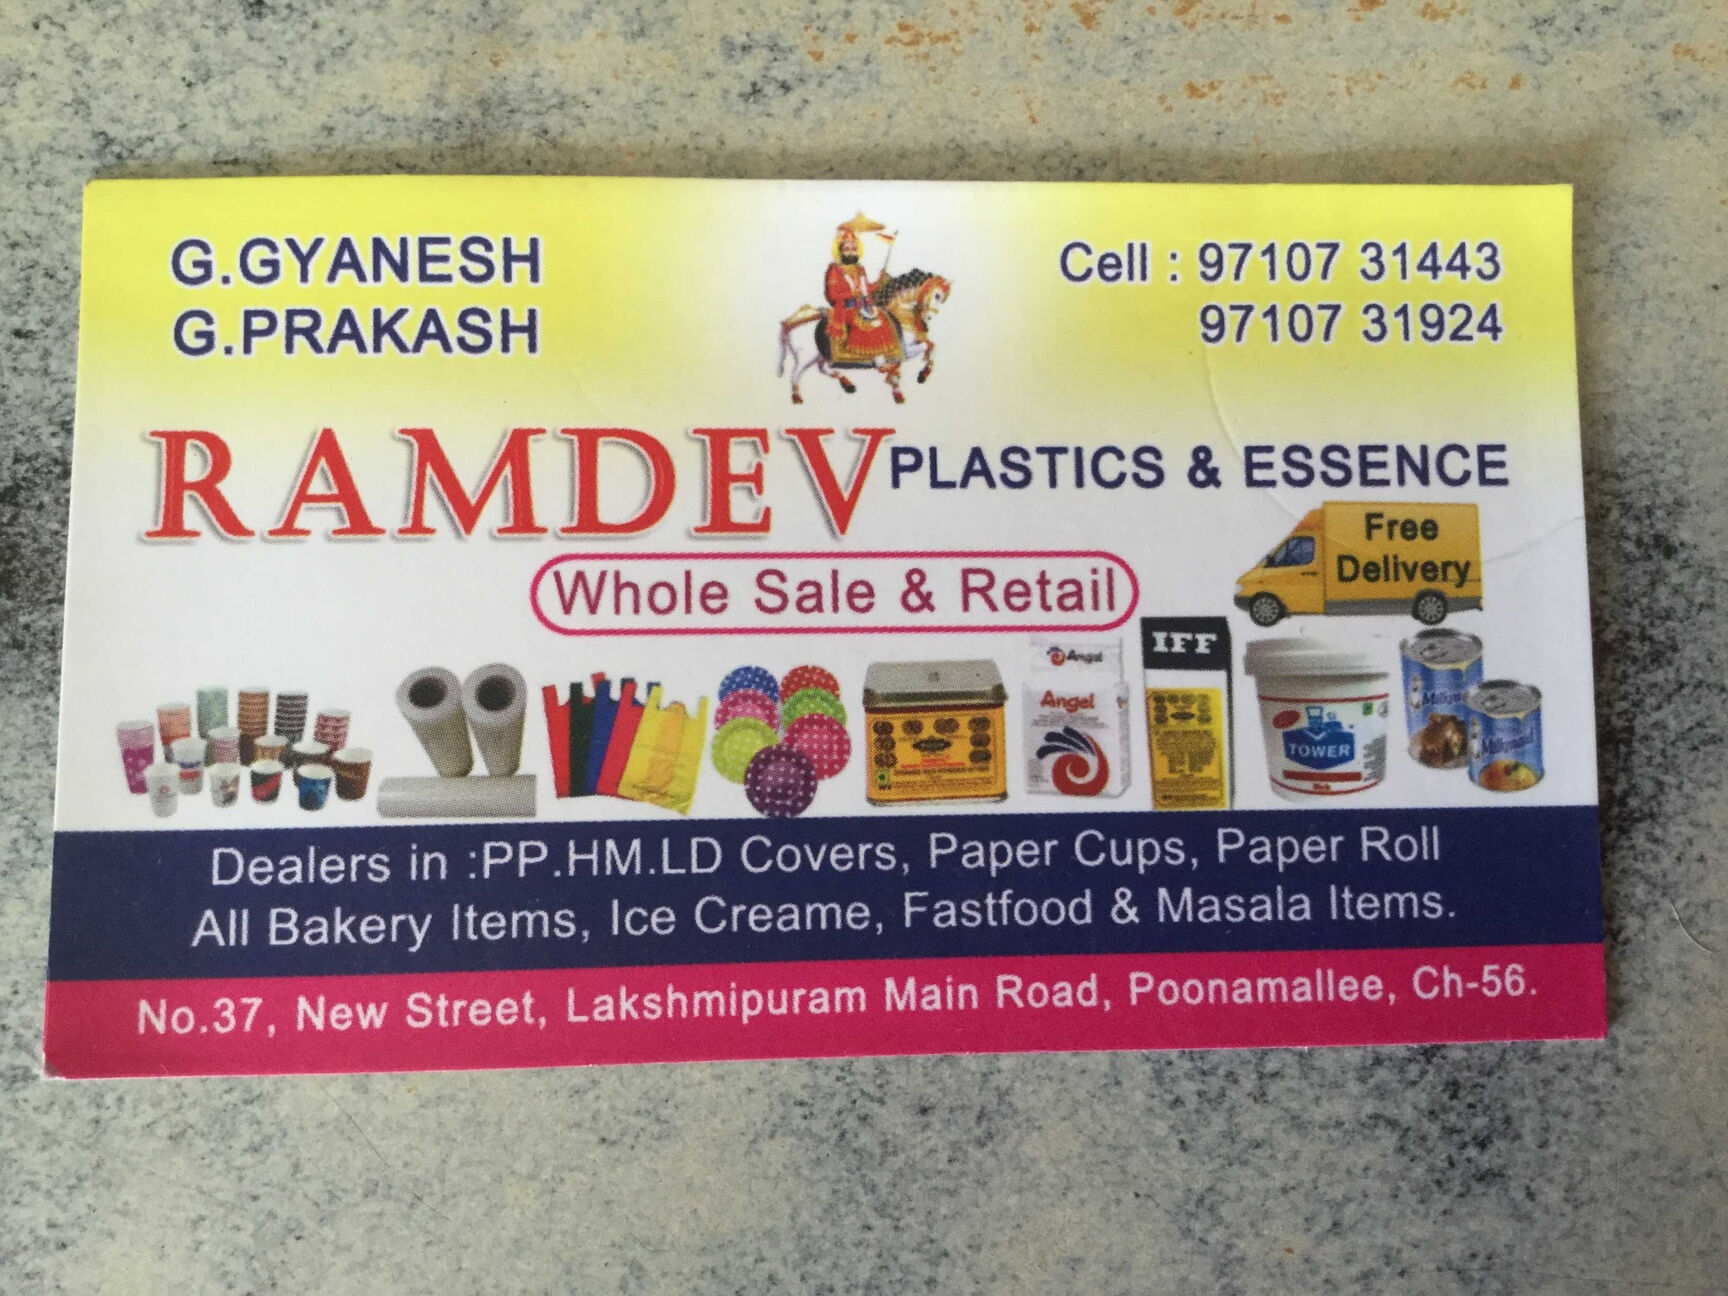 G.GYANESH
G.PRAKASH
Cell : 97107 31443
97107 31924
RAMDEV PLASTICS & ESSENCE
Whole Sale & Retail
Free
Delivery
Angel
Angel
IFF
TOWER
Dealers in :PP.HM.LD Covers, Paper Cups, Paper Roll
All Bakery Items, Ice Creame, Fastfood & Masala Items.
No.37, New Street, Lakshmipuram Main Road, Poonamallee, Ch-56.